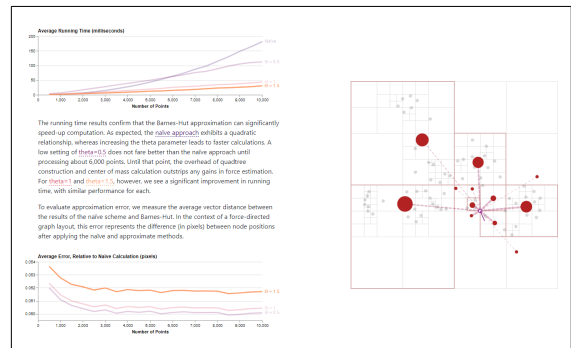 Average Running Time (milliseconds)
200
150
100
50
0
1,000 2,000 3,000 4,000 5,000 6,000 7,000 8,000 9,000 10,000
Number of Points
The running time results confirm that the Barnes-Hut approximation can significantly
speed-up computation. As expected, the naïve approach exhibits a quadratic
relationship, whereas increasing the theta parameter leads to faster calculations. A
low setting of theta=0.5 does not fare better than the naïve approach until
processing about 6,000 points. Until that point, the overhead of quadtree
construction and center of mass calculation outstrips any gains in force estimation.
For theta=1 and theta=1.5, however, we see a significant improvement in running
time, with similar performance for each.
To evaluate approximation error, we measure the average vector distance between
the results of the naïve scheme and Barnes-Hut. In the context of a force-directed
graph layout, this error represents the difference (in pixels) between node positions
after applying the naïve and approximate methods.
Average Error, Relative to Naïve Calculation (pixels)
0.004
0.003
0.002
0.001
0.000
0 1,000 2,000 3,000 4,000 5,000 6,000 7,000 8,000 9,000 10,000
Number of Points